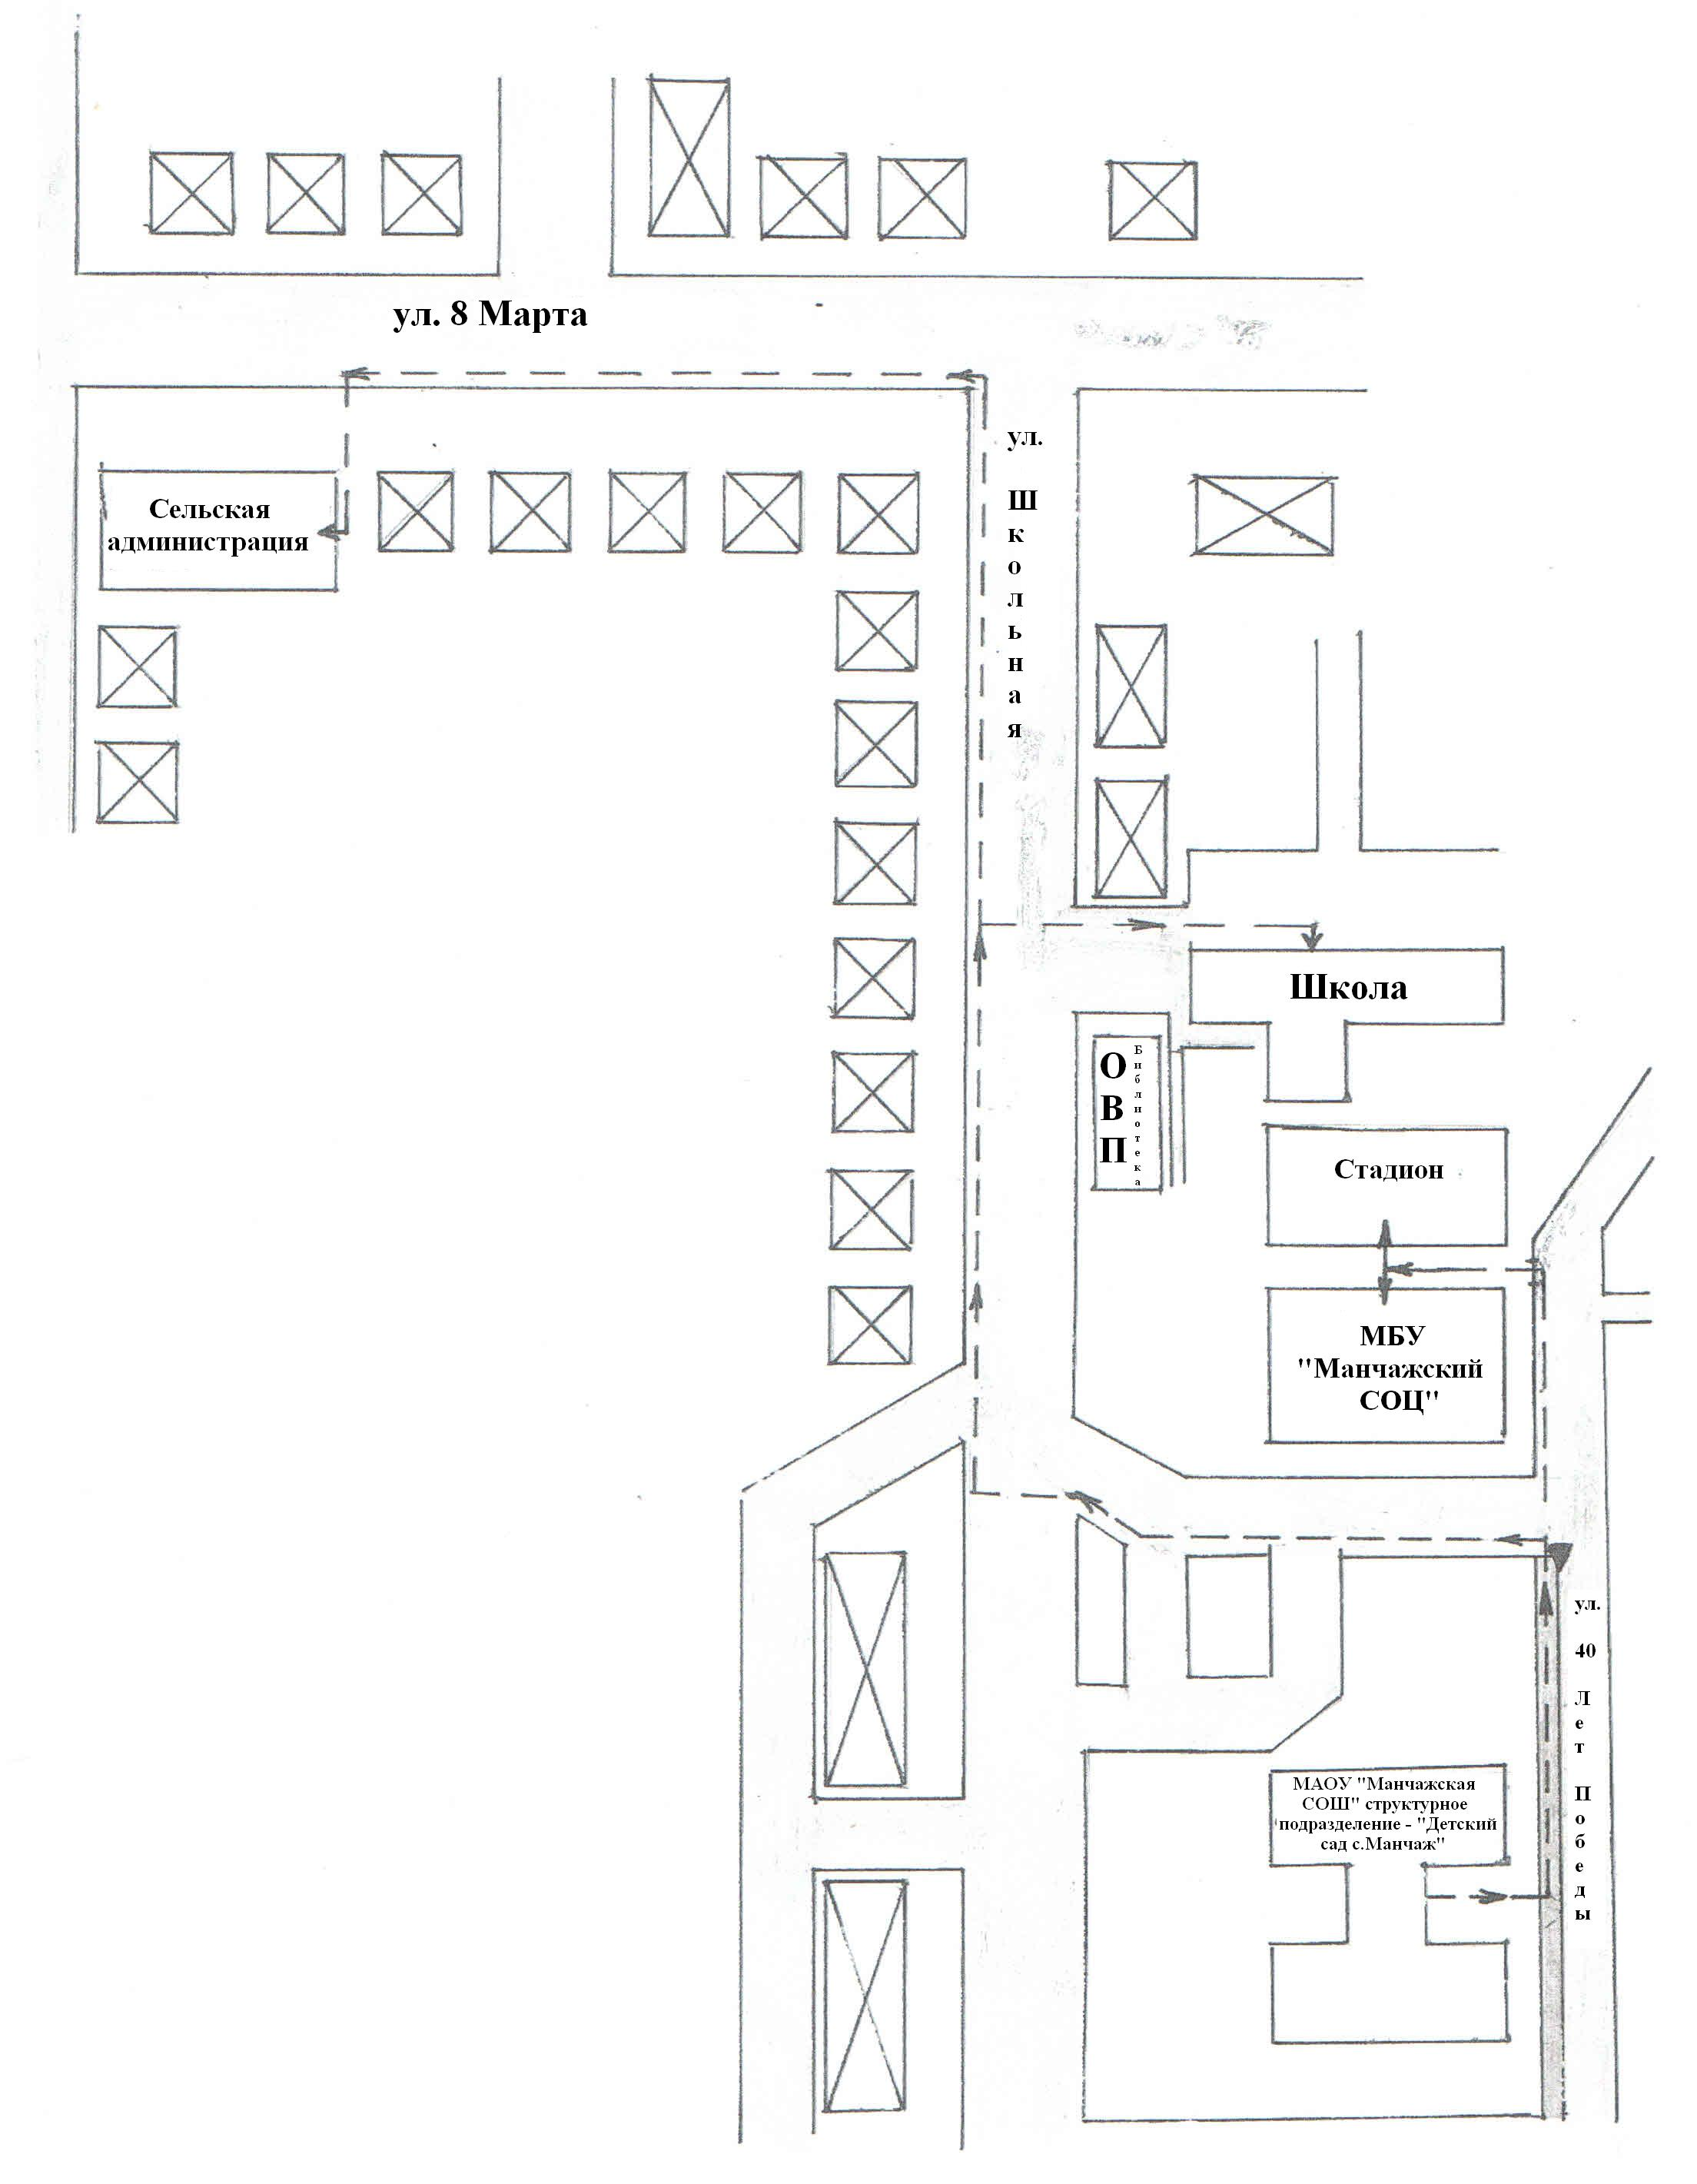 ул. 8 Марта
ул. Школьная
Сельская
администрация
Школа
ОВП
Библиотека
Стадион
МБУ
"Манчажский
СОЦ"
ул. 40 Лет Победы
МАОУ "Манчажская
СОШ" структурное
подразделение - "Детский
сад с.Манчаж"